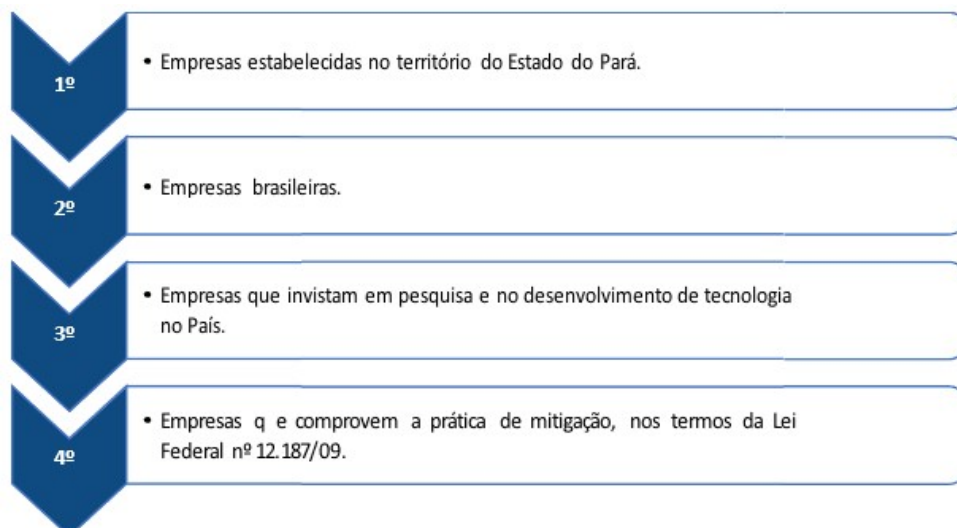 1º
• Empresas estabelecidas no território do Estado do Pará.
2º
• Empresas brasileiras.
3º
• Empresas que invistam em pesquisa e no desenvolvimento de tecnologia
no País.
4º
• Empresas q e comprovem a prática de mitigação, nos termos da Lei
Federal nº 12.187/09.